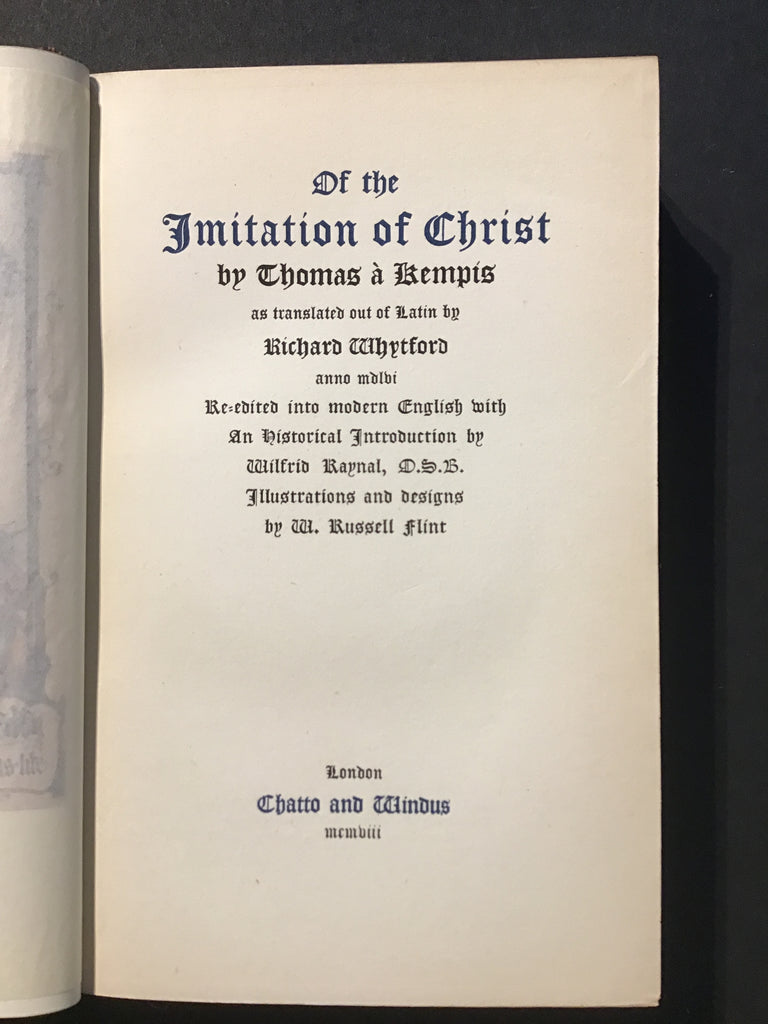 Of the
Imitation of Christ
by Thomas à Kempis
as translated out of Latin by
Richard Whytford
anno mdlvi
Re-edited into modern English with
An Historical Introduction by
Wilfrid Raynal, O.S.B.
Illustrations and designs
by W. Russell Flint
London
Chatto and Windus
mcmviii